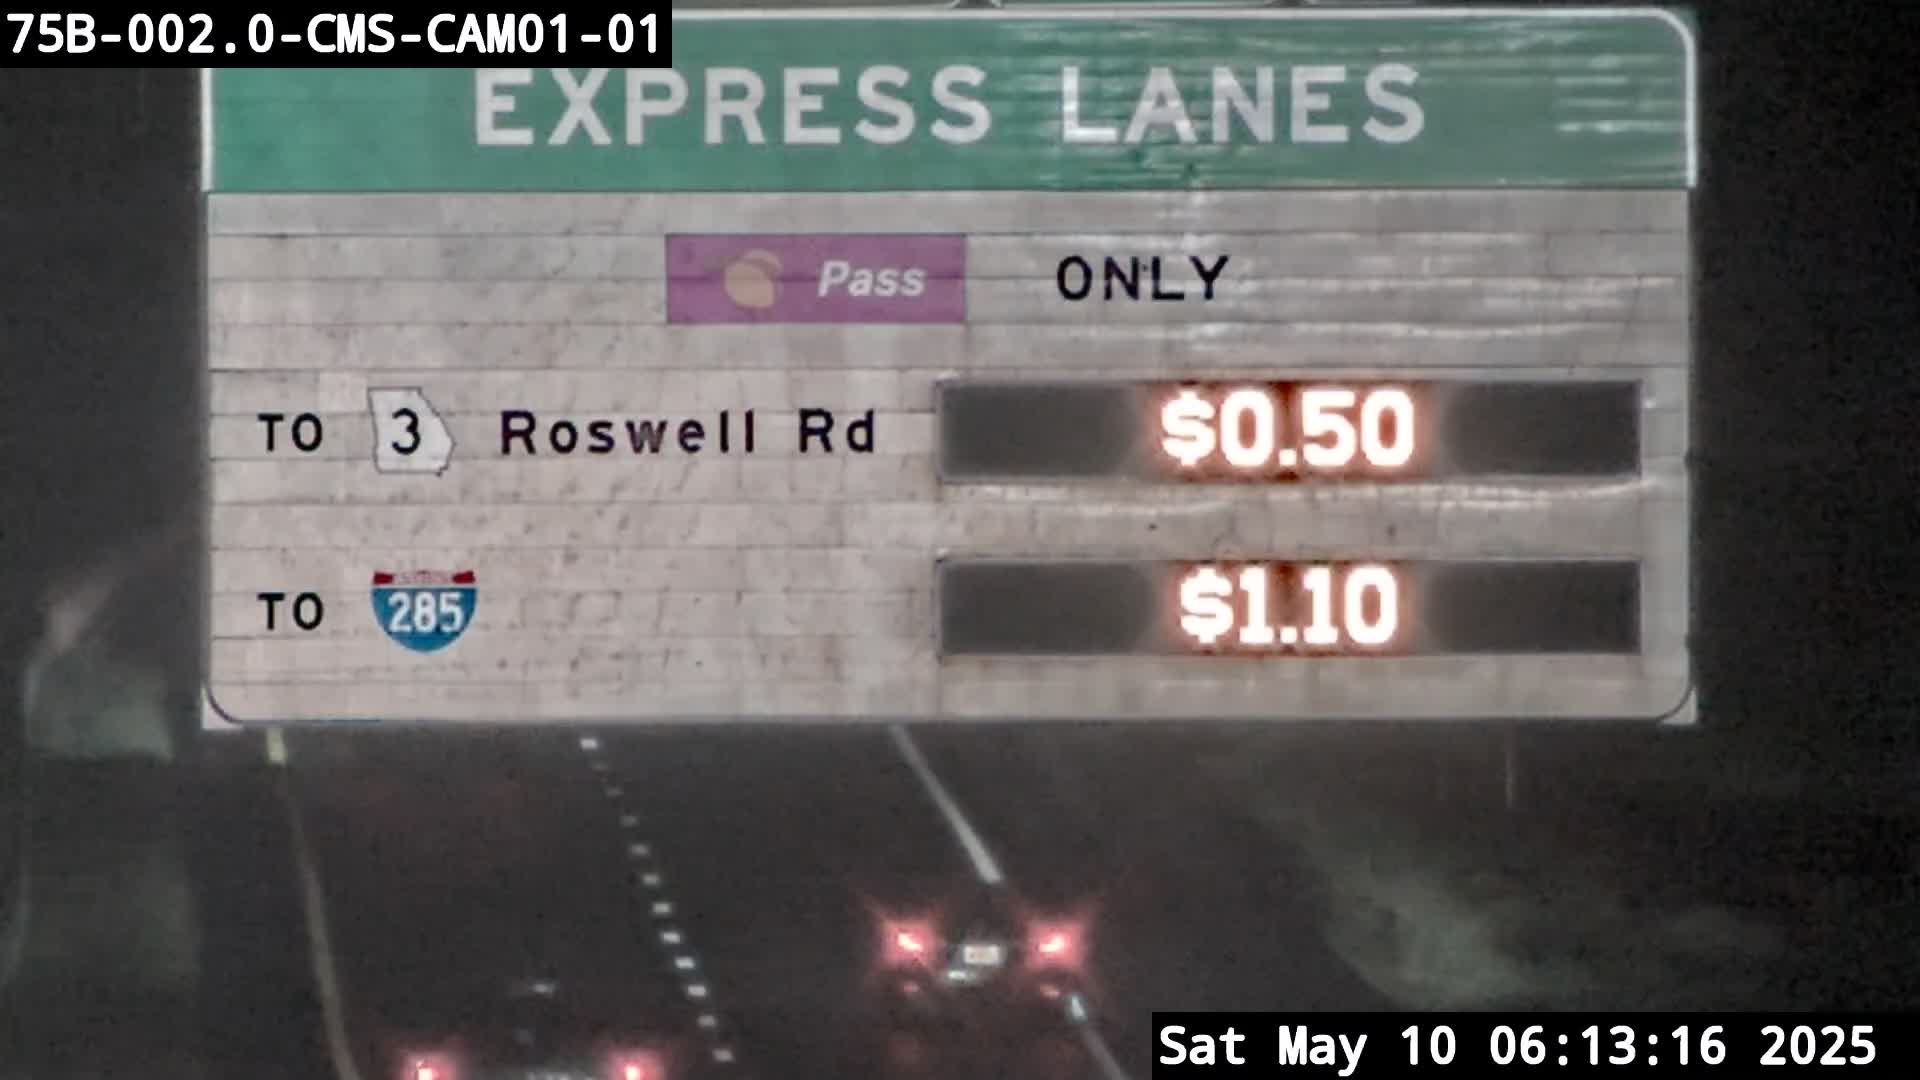 75B-002.0-CMS-CAM01-01
EXPRESS LANES
Pass ONLY
TO 3 Roswell Rd $0.50
TO 285 $1.10
Sat May 10 06:13:16 2025